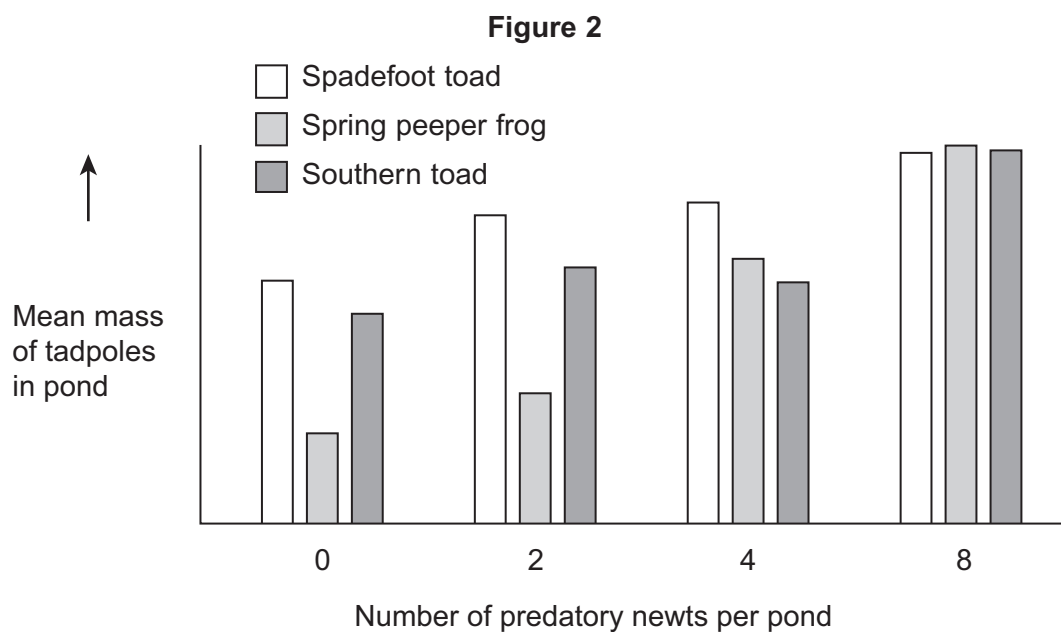 Figure 2
Spadefoot toad
Spring peeper frog
Southern toad
Mean mass
of tadpoles
in pond
0 2 4 8
Number of predatory newts per pond